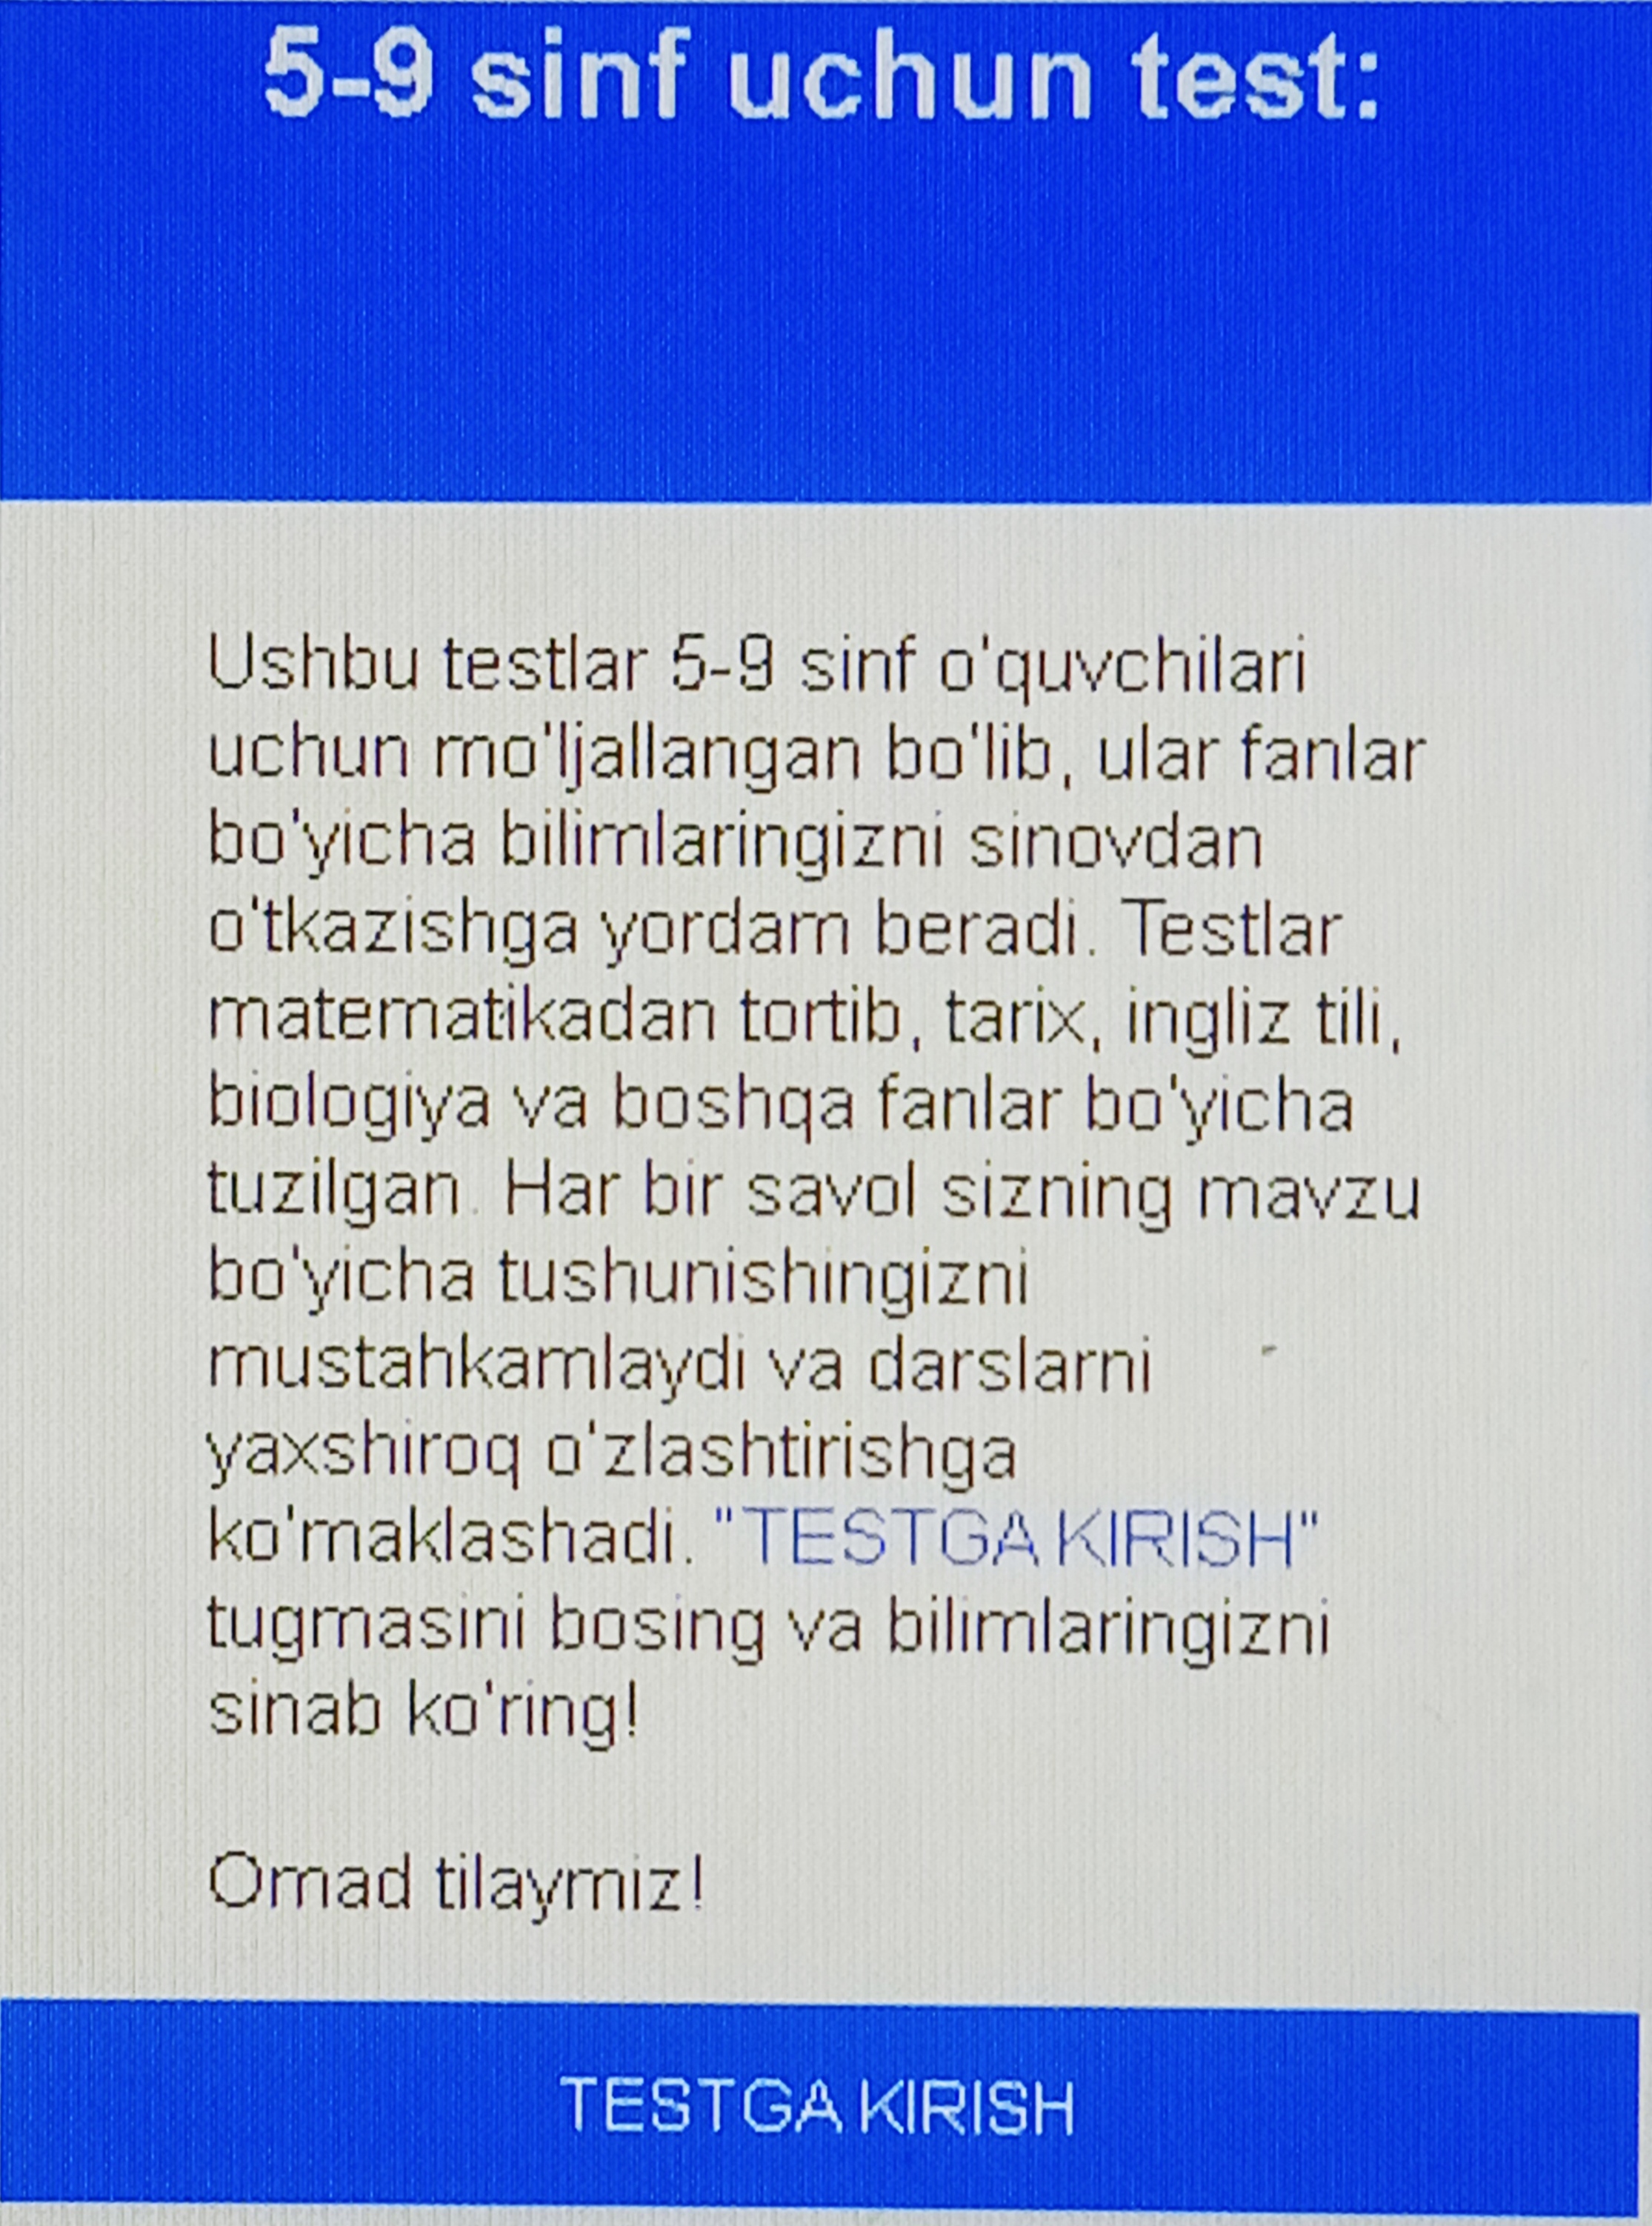 5-9 sinf uchun test:
Ushbu testlar 5-9 sinf o'quvchilari
uchun mo'ljallangan bo'lib, ular fanlar
bo'yicha bilimlaringizni sinovdan
o'tkazishga yordam beradi. Testlar
matematikadan tortib, tarix, ingliz tili,
biologiya va boshqa fanlar bo'yicha
tuzilgan. Har bir savol sizning mavzu
bo'yicha tushunishingizni
mustahkamlaydi va darslarni
yaxshiroq o'zlashtirishga
ko'maklashadi. "TESTGA KIRISH"
tugmasini bosing va bilimlaringizni
sinab ko'ring!
Omad tilaymiz!
TESTGA KIRISH